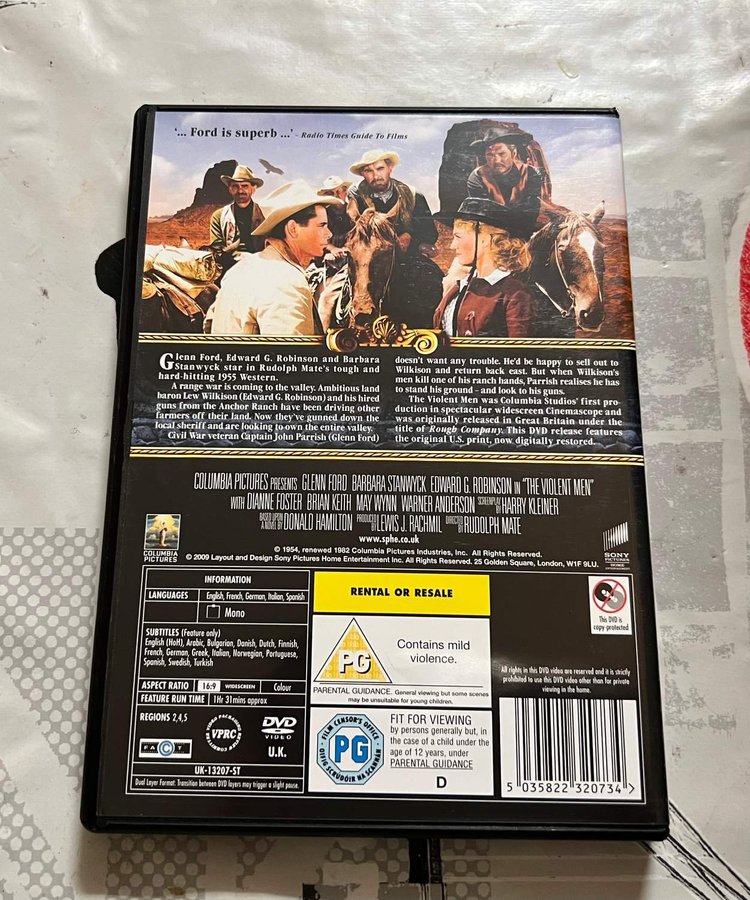 '... Ford is superb ...' - Radio Times Guide To Films
Glenn Ford, Edward G. Robinson and Barbara
Stanwyck star in Rudolph Mate's tough and
hard-hitting 1955 Western.
A range war is coming to the valley. Ambitious land
baron Lew Wilkison (Edward G. Robinson) and his hired
guns from the Anchor Ranch have been driving other
farmers off their land. Now they've gunned down the
local sheriff and are looking to own the entire valley.
Civil War veteran Captain John Parrish (Glenn Ford)
doesn't want any trouble. He'd be happy to sell out to
Wilkison and return back east. But when Wilkison's
men kill one of his ranch hands, Parrish realises he has
to stand his ground - and look to his guns.
The Violent Men was Columbia Studios' first pro-
duction in spectacular widescreen Cinemascope and
was originally released in Great Britain under the
title of Rough Company. This DVD release features
the original U.S. print, now digitally restored.
COLUMBIA PICTURES PRESENTS GLENN FORD BARBARA STANWYCK EDWARD G. ROBINSON IN "THE VIOLENT MEN"
WITH DIANNE FOSTER BRIAN KEITH MAY WYNN WARNER ANDERSON SCREENPLAY BY HARRY KLEINER
BASED UPON A NOVEL BY DONALD HAMILTON PRODUCED BY LEWIS J. RACHMIL DIRECTED BY RUDOLPH MATE
www.sphe.co.uk
© 1954, renewed 1982 Columbia Pictures Industries, Inc. All Rights Reserved.
© 2009 Layout and Design Sony Pictures Home Entertainment Inc. All Rights Reserved. 25 Golden Square, London, W1F 9LU.
COLUMBIA
PICTURES
SONY
PICTURES
HOME
ENTERTAINMENT
INFORMATION
LANGUAGES English, French, German, Italian, Spanish
Mono
SUBTITLES (Feature only)
English (HoH), Arabic, Bulgarian, Danish, Dutch, Finnish,
French, German, Greek, Italian, Norwegian, Portuguese,
Spanish, Swedish, Turkish
ASPECT RATIO 16:9 WIDESCREEN Colour
FEATURE RUN TIME 1Hr 31mins approx
REGIONS 2,4,5
FACT
VIDEO PACKAGING REVIEW COMMITTEE
VPRC
DVD
VIDEO
U.K.
UK-13207-ST
Dual Layer Format: Transition between DVD layers may trigger a slight pause.
RENTAL OR RESALE
PG
Contains mild
violence.
PARENTAL GUIDANCE. General viewing but some scenes
may be unsuitable for young children.
FILM CENSOR'S OFFICE
PG
OIFIG SCRÚDÓIR NA SCANNÁN
FIT FOR VIEWING
by persons generally but, in
the case of a child under the
age of 12 years, under
PARENTAL GUIDANCE
D
This DVD is
copy-protected
All rights in this DVD video are reserved and it is strictly
prohibited to use this DVD video other than for private
viewing in the home.
5 035822 320734 >